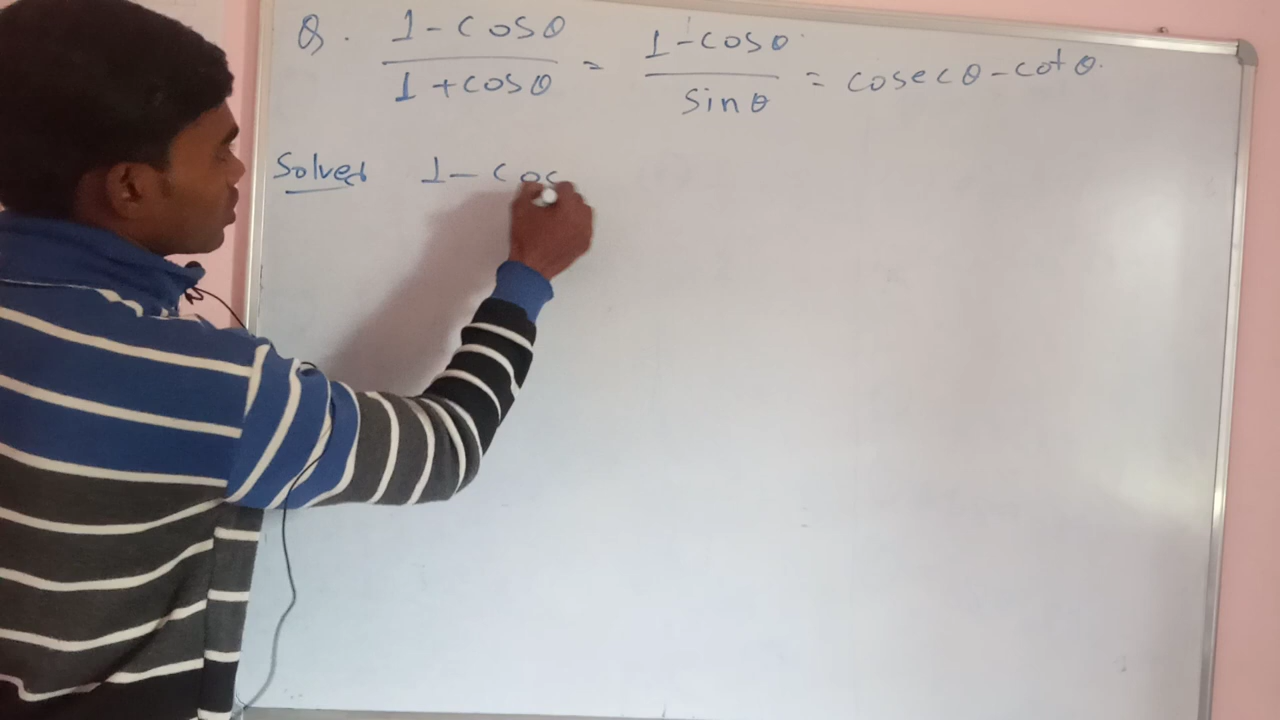 Q. (1-cosθ)/(1+cosθ) = (1-cosθ)/sinθ = cosecθ-cotθ.
Solved 1-cos